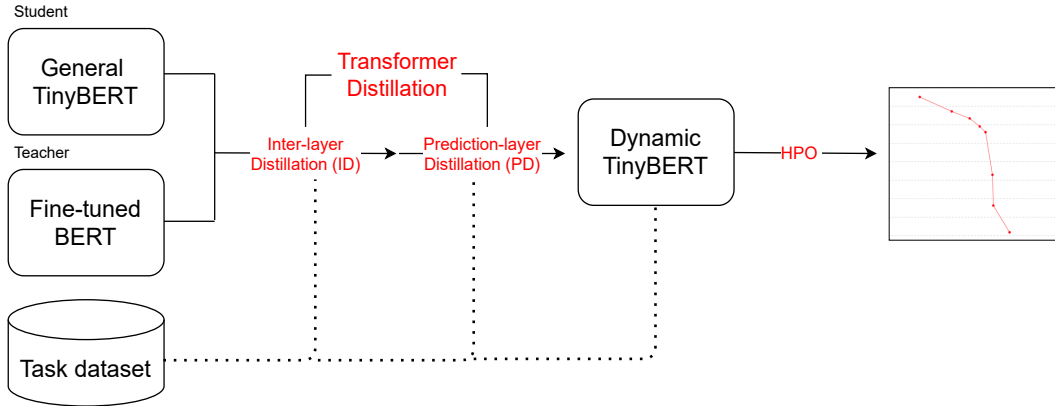 Student
General
TinyBERT
Teacher
Fine-tuned
BERT
Task dataset
Transformer
Distillation
Inter-layer
Distillation (ID)
Prediction-layer
Distillation (PD)
Dynamic
TinyBERT
HPO